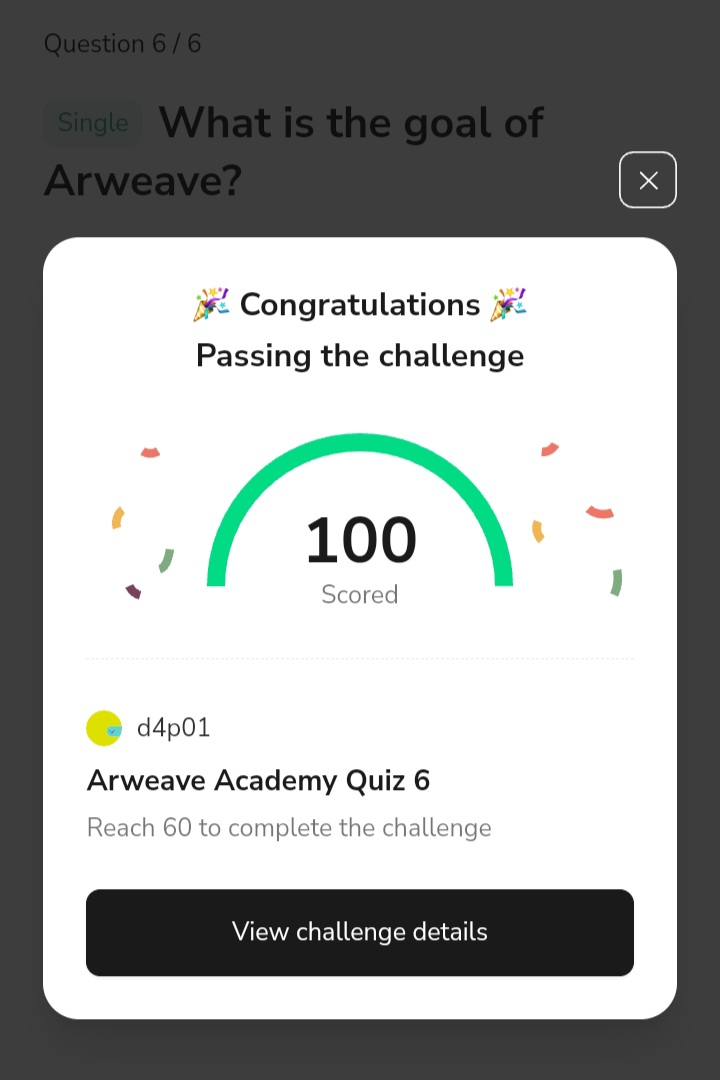 Question 6 / 6
Single What is the goal of
Arweave?
🎉 Congratulations 🎉
Passing the challenge
100
Scored
d4p01
Arweave Academy Quiz 6
Reach 60 to complete the challenge
View challenge details